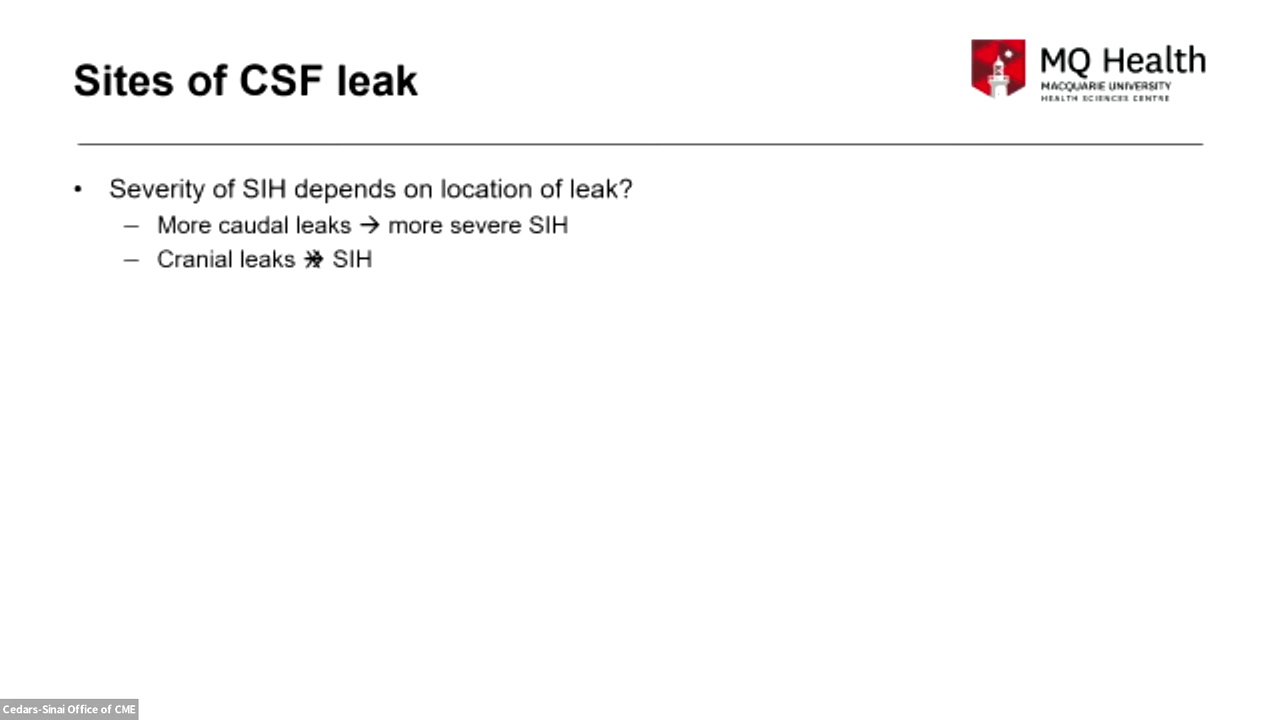 Sites of CSF leak
MQ Health
MACQUARIE UNIVERSITY
HEALTH SCIENCES CENTRE
• Severity of SIH depends on location of leak?
– More caudal leaks → more severe SIH
– Cranial leaks ↛ SIH
Cedars-Sinai Office of CME